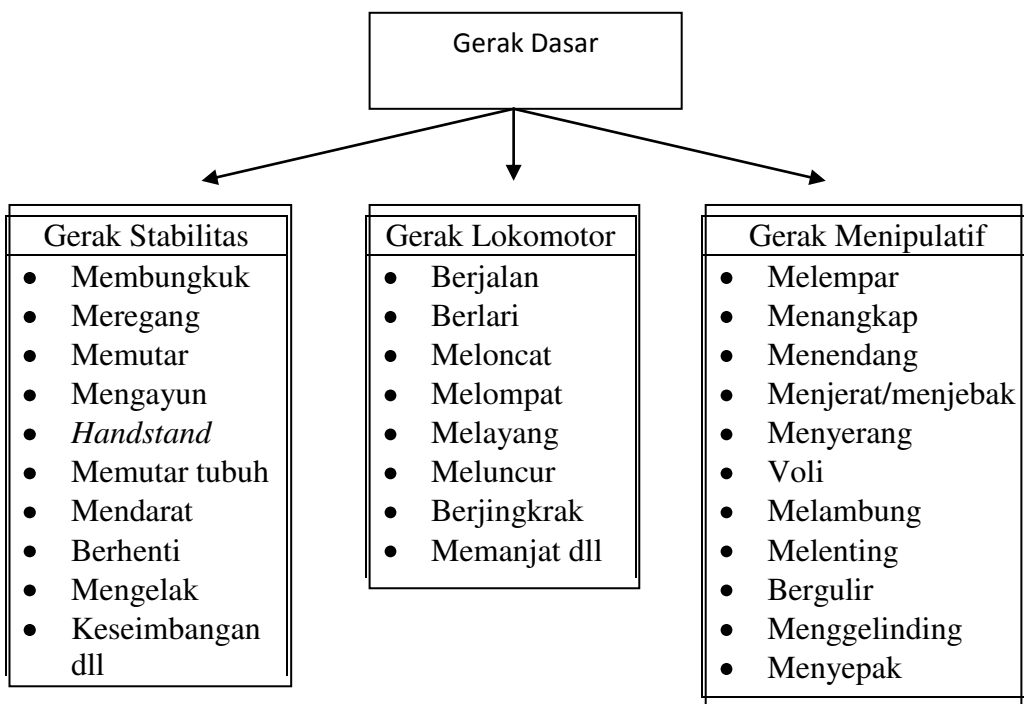 Gerak Dasar
Gerak Stabilitas
• Membungkuk
• Meregang
• Memutar
• Mengayun
• Handstand
• Memutar tubuh
• Mendarat
• Berhenti
• Mengelak
• Keseimbangan
dll
Gerak Lokomotor
• Berjalan
• Berlari
• Meloncat
• Melompat
• Melayang
• Meluncur
• Berjingkrak
• Memanjat dll
Gerak Menipulatif
• Melempar
• Menangkap
• Menendang
• Menjerat/menjebak
• Menyerang
• Voli
• Melambung
• Melenting
• Bergulir
• Menggelinding
• Menyepak